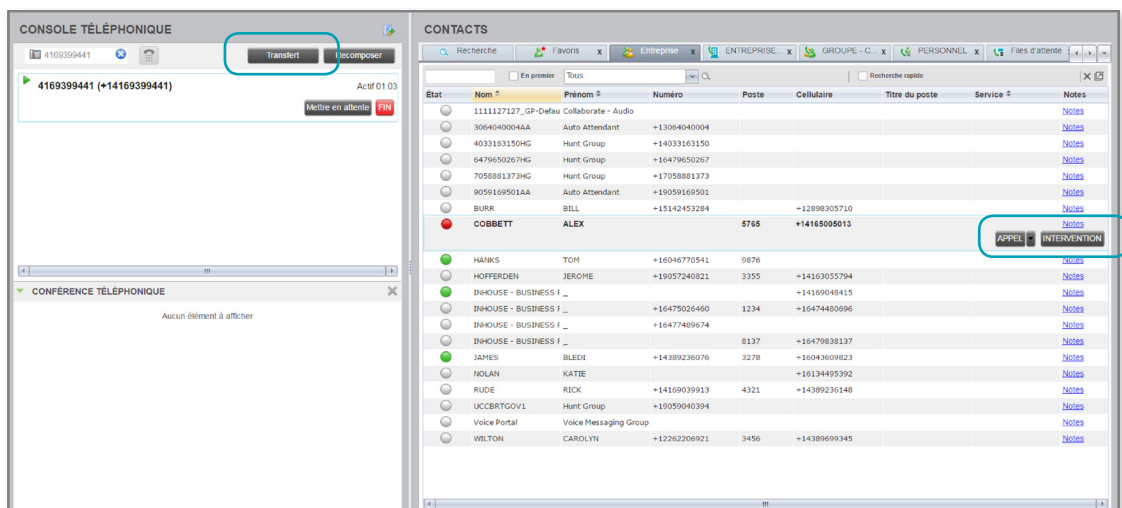 CONSOLE TÉLÉPHONIQUE
4169399441 Transfert Recomposer
4169399441 (+14169399441) Actif 01:03
Mettre en attente FIN
CONFÉRENCE TÉLÉPHONIQUE
Aucun élément à afficher
CONTACTS
Recherche Favoris x Entreprise x ENTREPRISE... x GROUPE - C... x PERSONNEL x Files d'attente
En premier Tous Recherche rapide
État Nom Prénom Numéro Poste Cellulaire Titre du poste Service Notes
1111127127_GP-Defau Collaborate - Audio Notes
3064040004AA Auto Attendant +13064040004 Notes
4033163150HG Hunt Group +14033163150 Notes
6479650267HG Hunt Group +16479650267 Notes
7058881373HG Hunt Group +17058881373 Notes
9059169501AA Auto Attendant +19059169501 Notes
BURR BILL +15142453284 +12898305710 Notes
COBBETT ALEX 5765 +14165005013 Notes
APPEL INTERVENTION
HANKS TOM +16046770541 9876 Notes
HOFFERDEN JEROME +19057240821 3355 +14163055794 Notes
INHOUSE - BUSINESS F _ +14169048415 Notes
INHOUSE - BUSINESS F _ +16475026460 1234 +16474480696 Notes
INHOUSE - BUSINESS F _ +16477489674 Notes
INHOUSE - BUSINESS F _ 8137 +16479838137 Notes
JAMES BLEDI +14389236076 3278 +16043609823 Notes
NOLAN KATIE +16134495392 Notes
RUDE RICK +14169039913 4321 +14389236148 Notes
UCCBRTGOV1 Hunt Group +19059040394 Notes
Voice Portal Voice Messaging Group Notes
WILTON CAROLYN +12262206921 3456 +14389699345 Notes